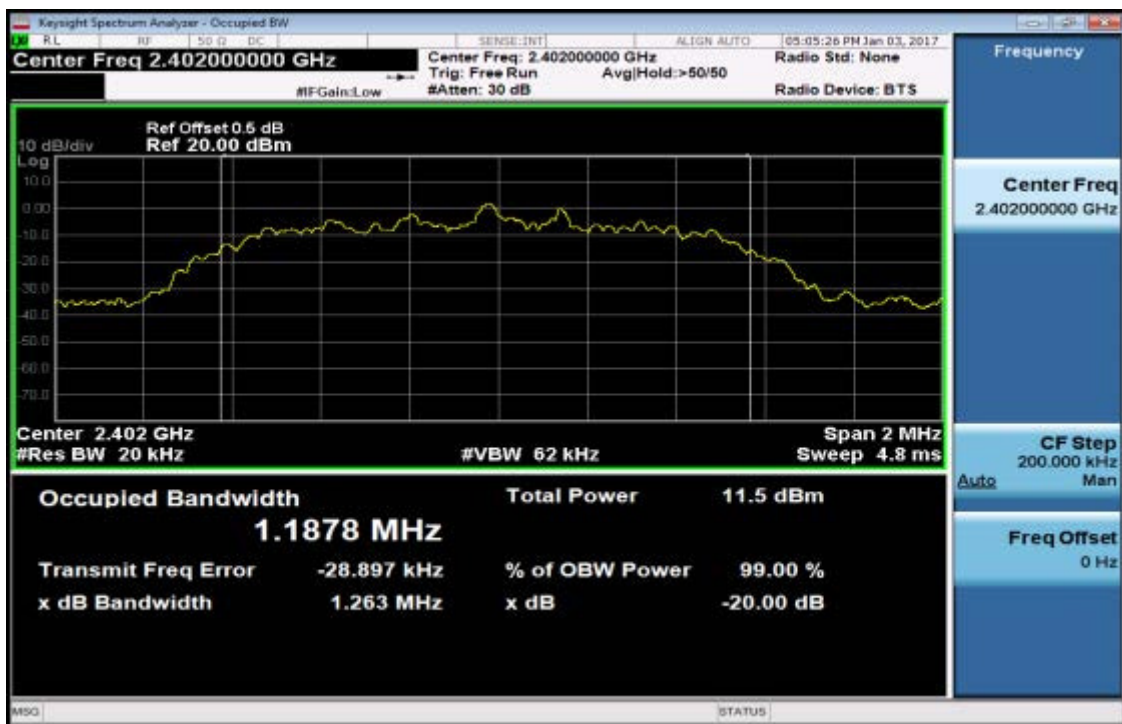 Keysight Spectrum Analyzer - Occupied BW
RL RF 50 Ω DC SENSE:INT ALIGN AUTO 05:05:26 PM Jan 03, 2017
Center Freq 2.402000000 GHz
Center Freq: 2.402000000 GHz
Radio Std: None
Trig: Free Run Avg|Hold:>50/50
#IFGain:Low
#Atten: 30 dB
Radio Device: BTS
Ref Offset 0.5 dB
10 dB/div Ref 20.00 dBm
Log
10.0
0.00
-10.0
-20.0
-30.0
-40.0
-50.0
-60.0
-70.0
Center 2.402 GHz Span 2 MHz
#Res BW 20 kHz #VBW 62 kHz Sweep 4.8 ms
Occupied Bandwidth Total Power 11.5 dBm
1.1878 MHz
Transmit Freq Error -28.897 kHz % of OBW Power 99.00 %
x dB Bandwidth 1.263 MHz x dB -20.00 dB
MSG STATUS
Frequency
Center Freq
2.402000000 GHz
CF Step
200.000 kHz
Auto Man
Freq Offset
0 Hz